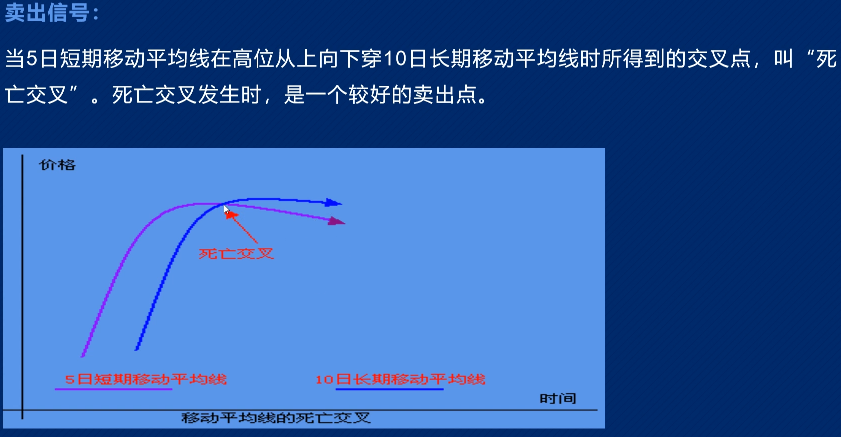 卖出信号：
当5日短期移动平均线在高位从上向下穿10日长期移动平均线时所得到的交叉点，叫“死
亡交叉”。死亡交叉发生时，是一个较好的卖出点。
价格
死亡交叉
5日短期移动平均线
10日长期移动平均线
时间
移动平均线的死亡交叉